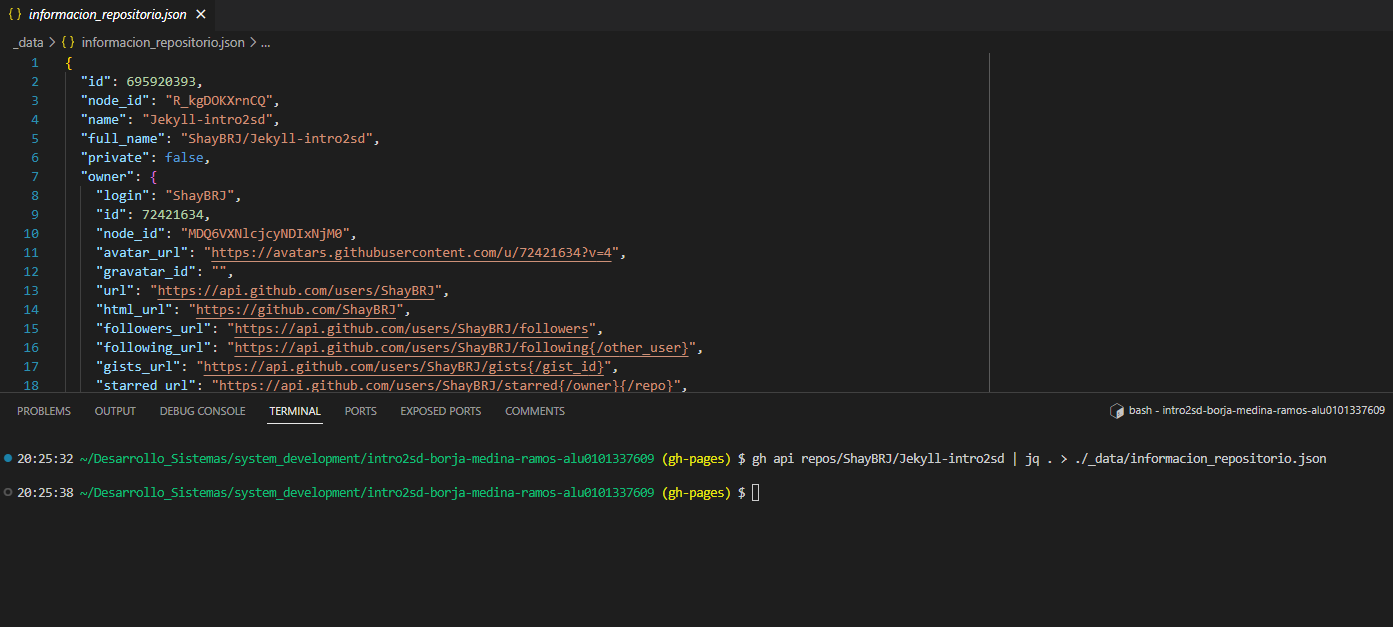 { } informacion_repositorio.json ×
_data > { } informacion_repositorio.json > ...
1 {
2 "id": 695920393,
3 "node_id": "R_kgDOKXrnCQ",
4 "name": "Jekyll-intro2sd",
5 "full_name": "ShayBRJ/Jekyll-intro2sd",
6 "private": false,
7 "owner": {
8 "login": "ShayBRJ",
9 "id": 72421634,
10 "node_id": "MDQ6VXNlcjcyNDIxNjM0",
11 "avatar_url": "https://avatars.githubusercontent.com/u/72421634?v=4",
12 "gravatar_id": "",
13 "url": "https://api.github.com/users/ShayBRJ",
14 "html_url": "https://github.com/ShayBRJ",
15 "followers_url": "https://api.github.com/users/ShayBRJ/followers",
16 "following_url": "https://api.github.com/users/ShayBRJ/following{/other_user}",
17 "gists_url": "https://api.github.com/users/ShayBRJ/gists{/gist_id}",
18 "starred_url": "https://api.github.com/users/ShayBRJ/starred{/owner}{/repo}",
PROBLEMS OUTPUT DEBUG CONSOLE TERMINAL PORTS EXPOSED PORTS COMMENTS bash - intro2sd-borja-medina-ramos-alu0101337609
20:25:32 ~/Desarrollo_Sistemas/system_development/intro2sd-borja-medina-ramos-alu0101337609 (gh-pages) $ gh api repos/ShayBRJ/Jekyll-intro2sd | jq . > ./_data/informacion_repositorio.json
20:25:38 ~/Desarrollo_Sistemas/system_development/intro2sd-borja-medina-ramos-alu0101337609 (gh-pages) $